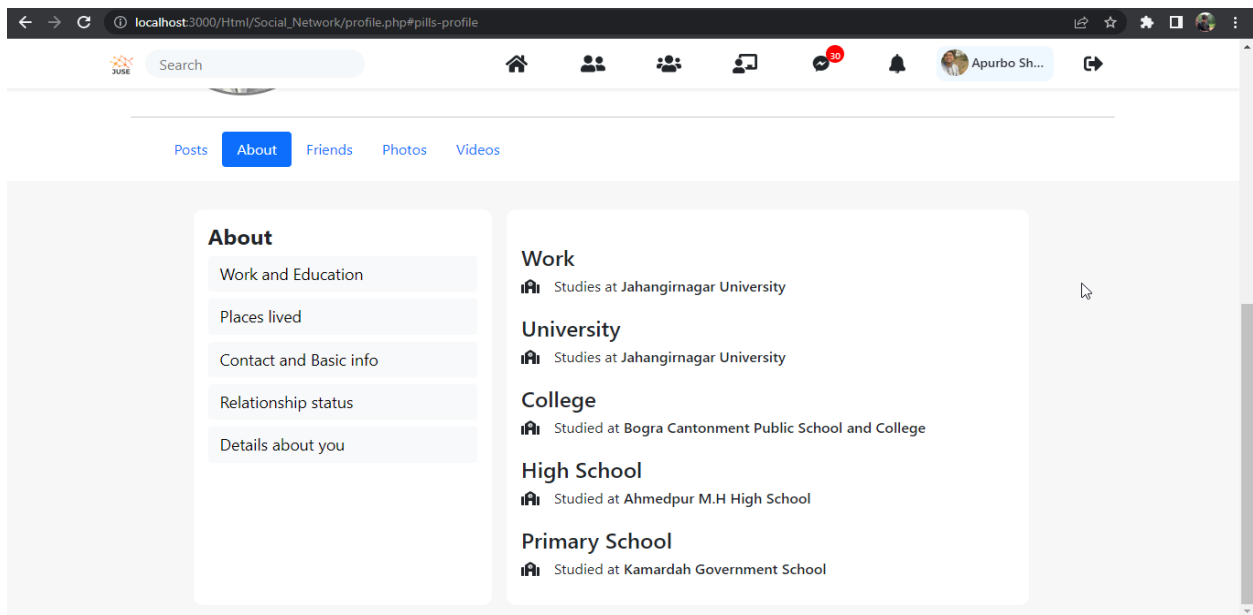 localhost:3000/Html/Social_Network/profile.php#pills-profile
JUSE
Search
30
Apurbo Sh...
Posts
About
Friends
Photos
Videos
About
Work and Education
Places lived
Contact and Basic info
Relationship status
Details about you
Work
Studies at Jahangirnagar University
University
Studies at Jahangirnagar University
College
Studied at Bogra Cantonment Public School and College
High School
Studied at Ahmedpur M.H High School
Primary School
Studied at Kamardah Government School